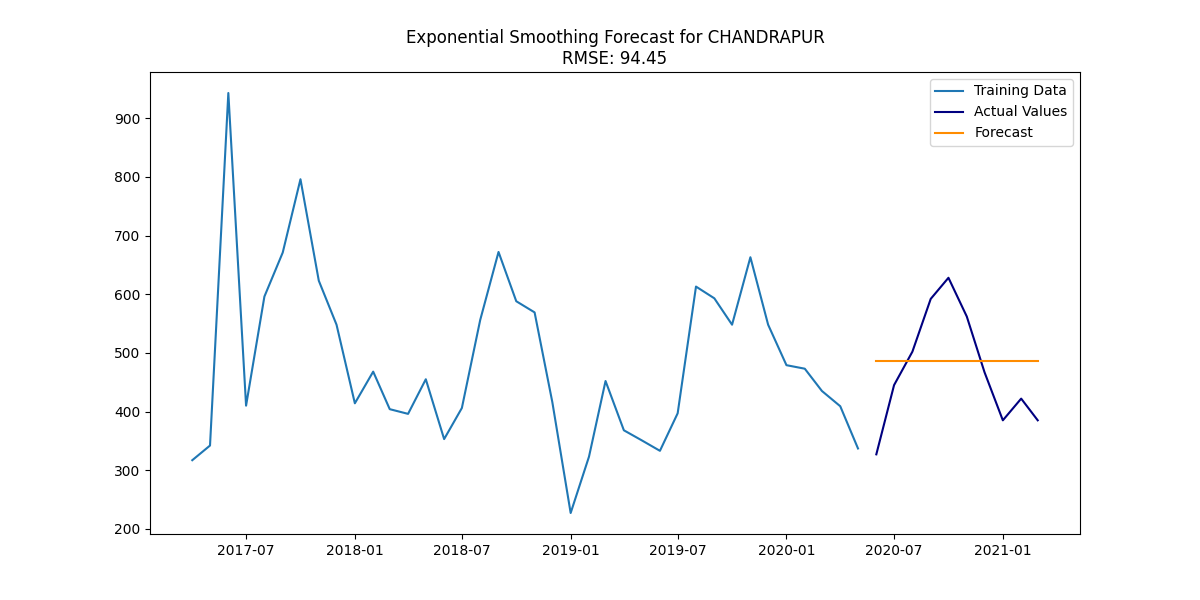 Exponential Smoothing Forecast for CHANDRAPUR
RMSE: 94.45
Training Data
Actual Values
Forecast
900
800
700
600
500
400
300
200
2017-07 2018-01 2018-07 2019-01 2019-07 2020-01 2020-07 2021-01